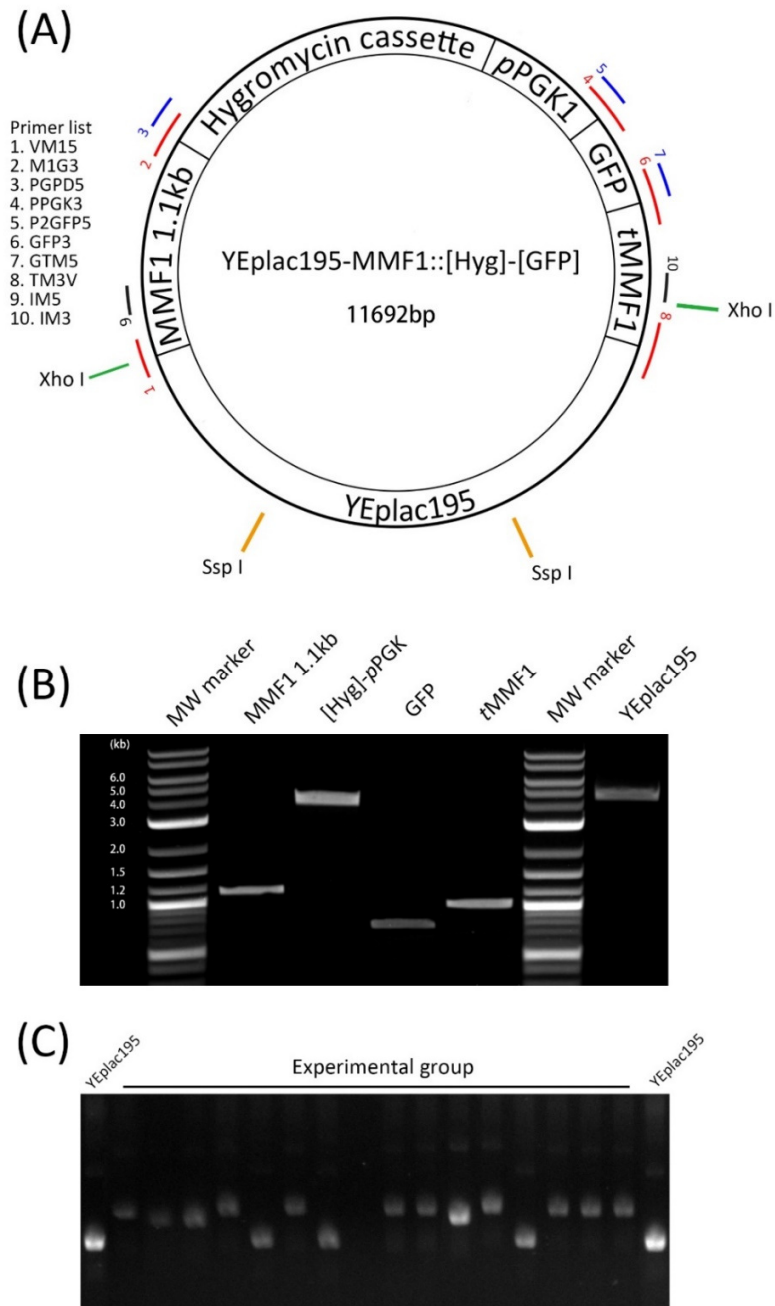 (A)
Primer list
1. VM15
2. M1G3
3. PGPD5
4. PPGK3
5. P2GFP5
6. GFP3
7. GTM5
8. TM3V
9. IM5
10. IM3
Hygromycin cassette
pPGK1
GFP
tMMF1
YEplac195
MMF1 1.1kb
3
2
5
4
7
6
10
8
9
1
YEplac195-MMF1::[Hyg]-[GFP]
11692bp
Xho I
Xho I
Ssp I
Ssp I
(B)
MW marker
MMF1 1.1kb
[Hyg]-pPGK
GFP
tMMF1
MW marker
YEplac195
(kb)
6.0
5.0
4.0
3.0
2.0
1.5
1.2
1.0
(C)
YEplac195
Experimental group
YEplac195